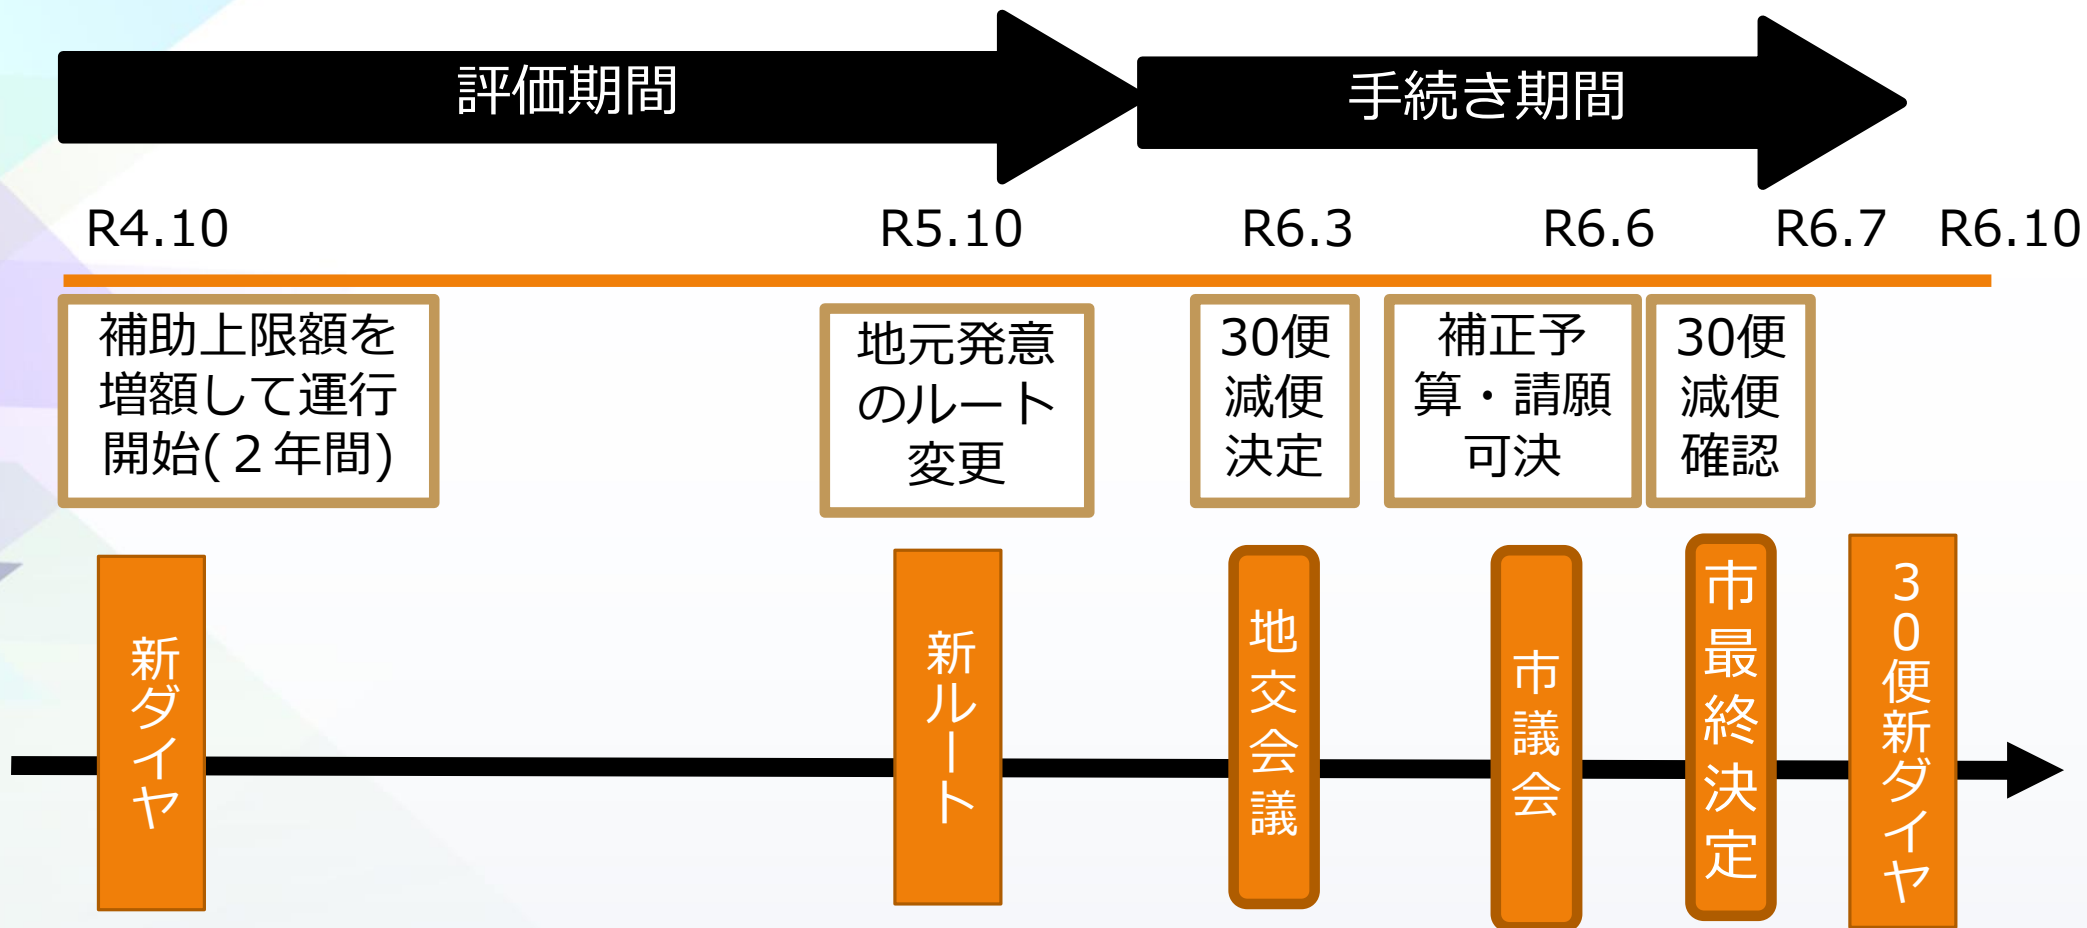 評価期間
手続き期間
R4.10
R5.10
R6.3
R6.6
R6.7
R6.10
補助上限額を
増額して運行
開始(２年間)
地元発意
のルート
変更
30便
減便
決定
補正予
算・請願
可決
30便
減便
確認
新ダイヤ
新ルート
地交会議
市議会
市最終決定
３０便新ダイヤ